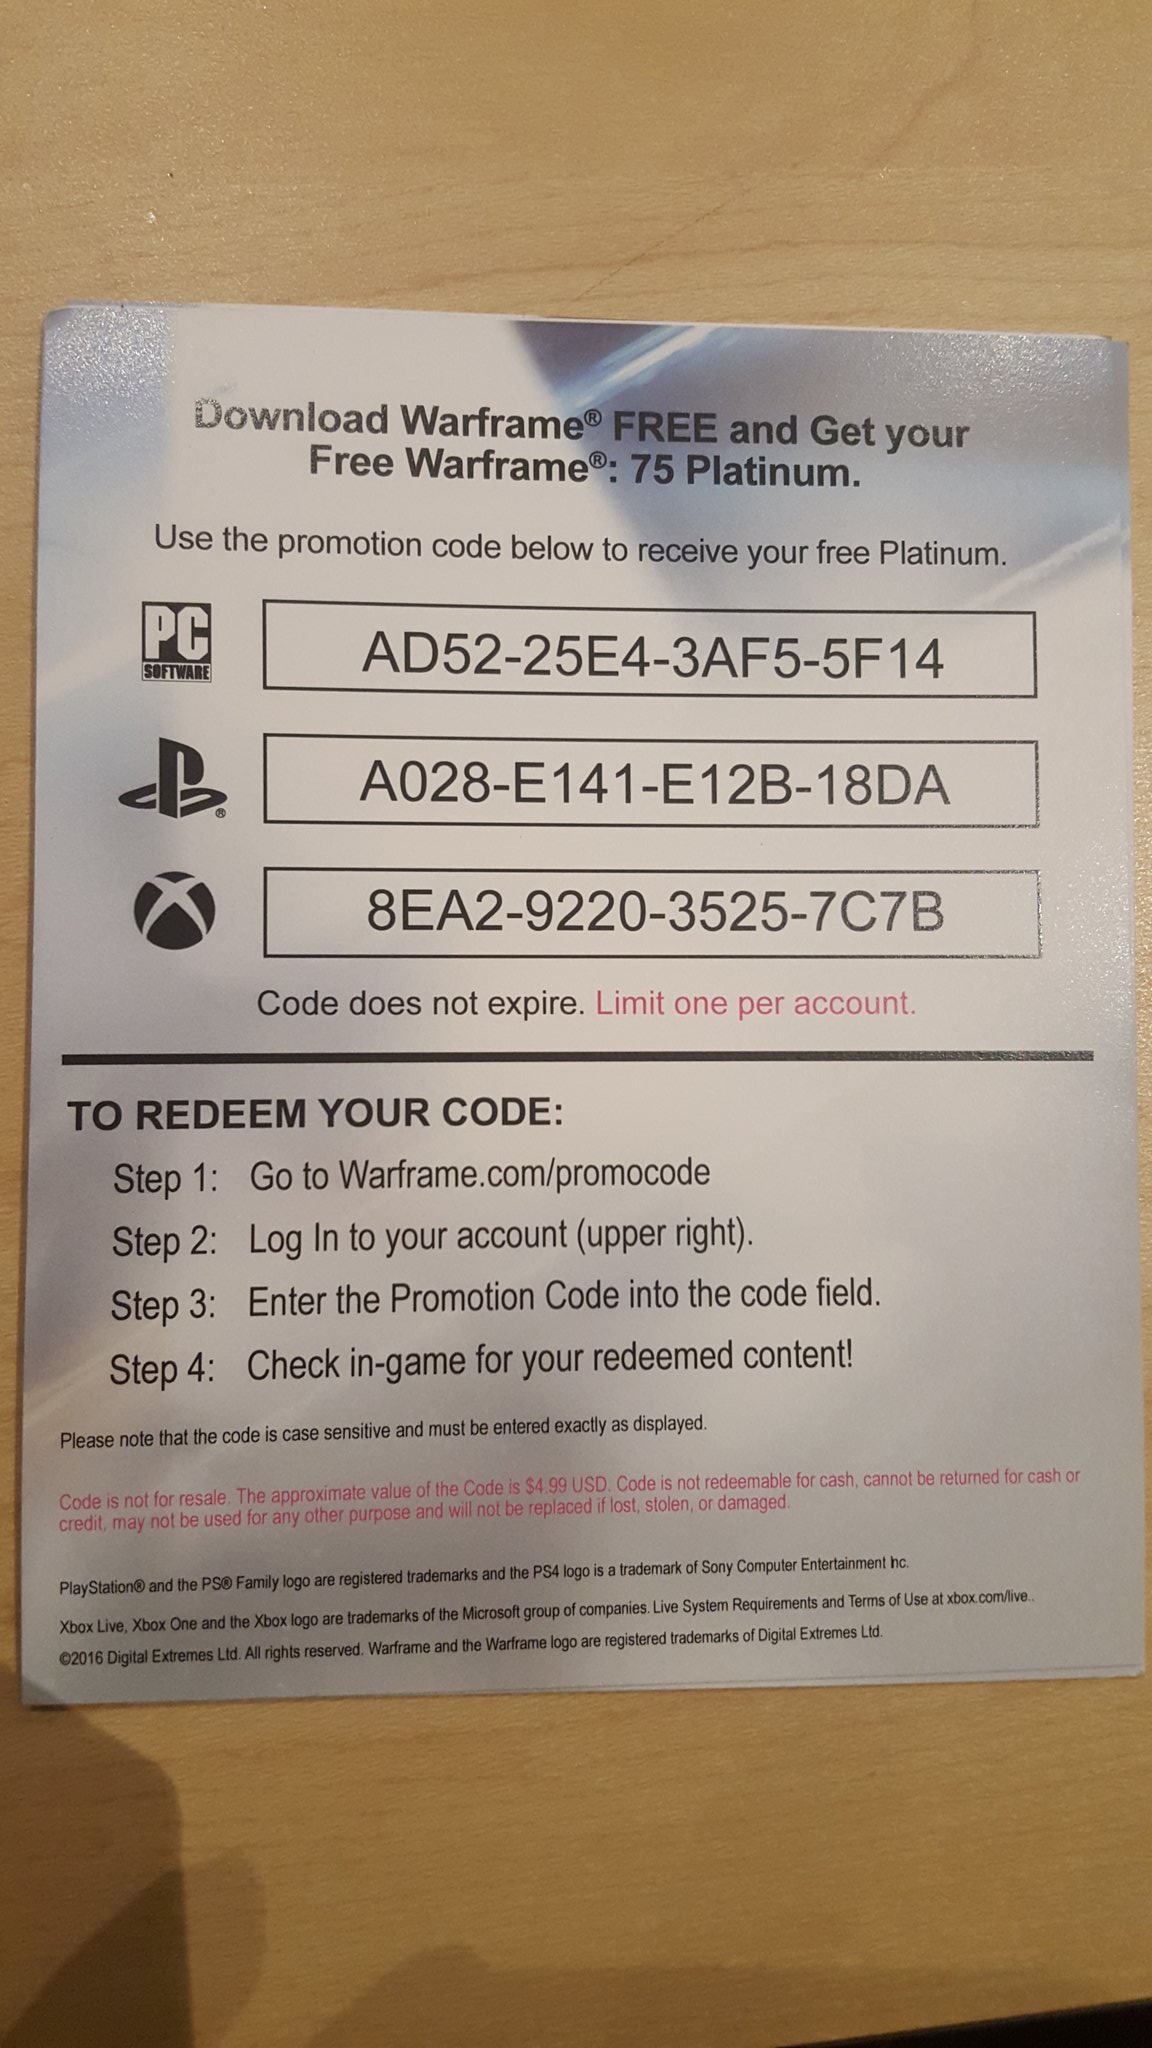 Download Warframe® FREE and Get your
Free Warframe®: 75 Platinum.
Use the promotion code below to receive your free Platinum.
PC
SOFTWARE
AD52-25E4-3AF5-5F14
A028-E141-E12B-18DA
8EA2-9220-3525-7C7B
Code does not expire. Limit one per account.
TO REDEEM YOUR CODE:
Step 1: Go to Warframe.com/promocode
Step 2: Log In to your account (upper right).
Step 3: Enter the Promotion Code into the code field.
Step 4: Check in-game for your redeemed content!
Please note that the code is case sensitive and must be entered exactly as displayed.
Code is not for resale. The approximate value of the Code is $4.99 USD. Code is not redeemable for cash, cannot be returned for cash or
credit, may not be used for any other purpose and will not be replaced if lost, stolen, or damaged.
PlayStation® and the PS® Family logo are registered trademarks and the PS4 logo is a trademark of Sony Computer Entertainment Inc.
Xbox Live, Xbox One and the Xbox logo are trademarks of the Microsoft group of companies. Live System Requirements and Terms of Use at xbox.com/live..
©2016 Digital Extremes Ltd. All rights reserved. Warframe and the Warframe logo are registered trademarks of Digital Extremes Ltd.